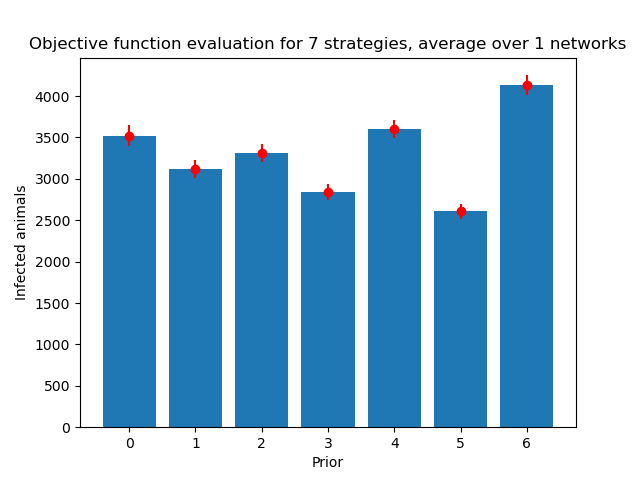 Objective function evaluation for 7 strategies, average over 1 networks
4000
3500
3000
2500
2000
1500
1000
500
0
Infected animals
0 1 2 3 4 5 6
Prior